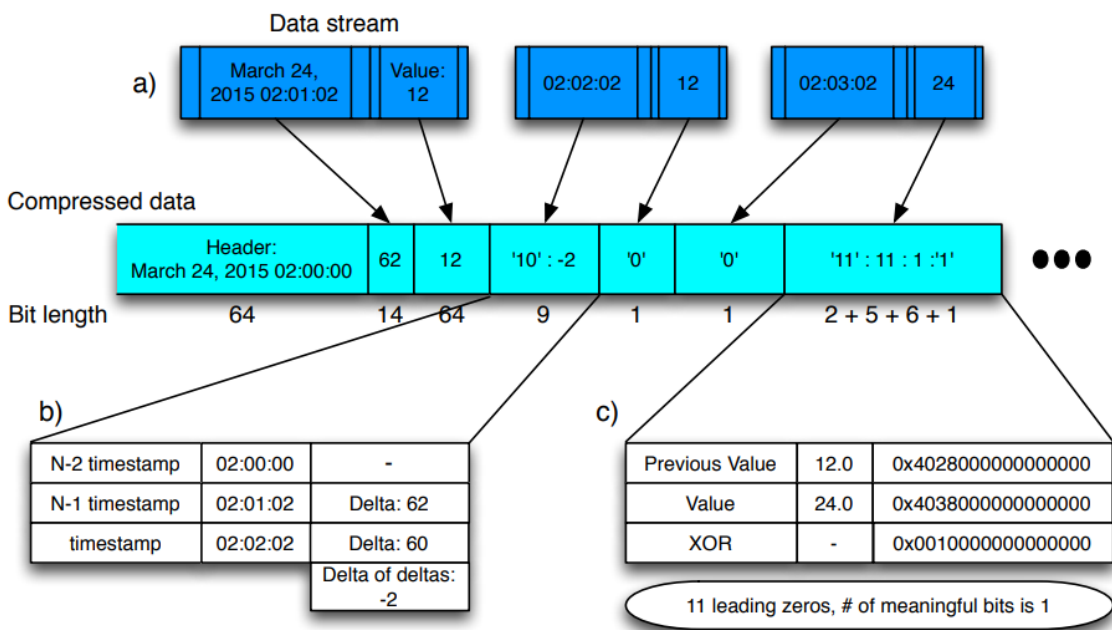 Data stream
a)
March 24,
2015 02:01:02
Value:
12
02:02:02
12
02:03:02
24
Compressed data
Header:
March 24, 2015 02:00:00
62
12
'10' : -2
'0'
'0'
'11' : 11 : 1 :'1'
Bit length
64
14
64
9
1
1
2 + 5 + 6 + 1
b)
N-2 timestamp
02:00:00
-
N-1 timestamp
02:01:02
Delta: 62
timestamp
02:02:02
Delta: 60
Delta of deltas:
-2
c)
Previous Value
12.0
0x4028000000000000
Value
24.0
0x4038000000000000
XOR
-
0x0010000000000000
11 leading zeros, # of meaningful bits is 1